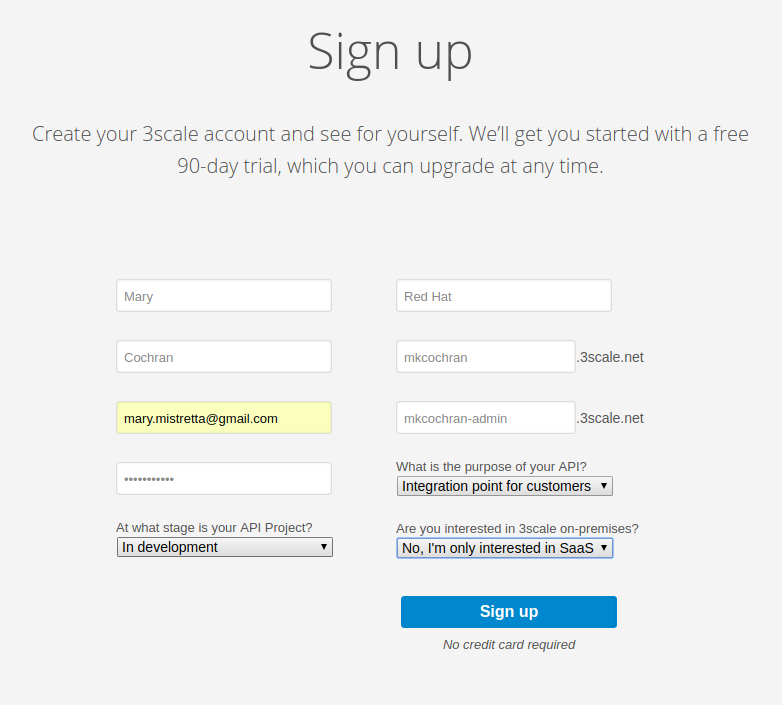 Sign up
Create your 3scale account and see for yourself. We’ll get you started with a free
90-day trial, which you can upgrade at any time.
Mary
Red Hat
Cochran
mkcochran .3scale.net
mary.mistretta@gmail.com
mkcochran-admin .3scale.net
•••••••••••
What is the purpose of your API?
Integration point for customers
At what stage is your API Project?
In development
Are you interested in 3scale on-premises?
No, I'm only interested in SaaS
Sign up
No credit card required